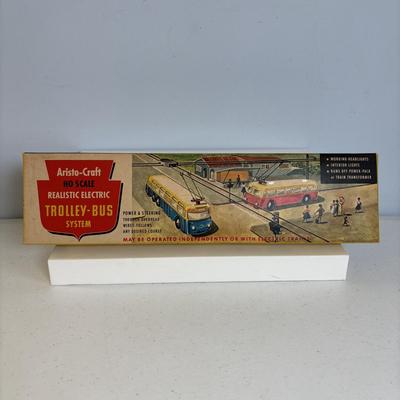 Aristo-Craft
HO SCALE
REALISTIC ELECTRIC
TROLLEY-BUS
SYSTEM
POWER & STEERING
THROUGH OVERHEAD
WIRES-FOLLOWS
ANY DESIRED COURSE
• WORKING HEADLIGHTS
• INTERIOR LIGHTS
• RUNS OFF POWER PACK
or TRAIN TRANSFORMER
MAY BE OPERATED INDEPENDENTLY OR WITH ELECTRIC TRAINS